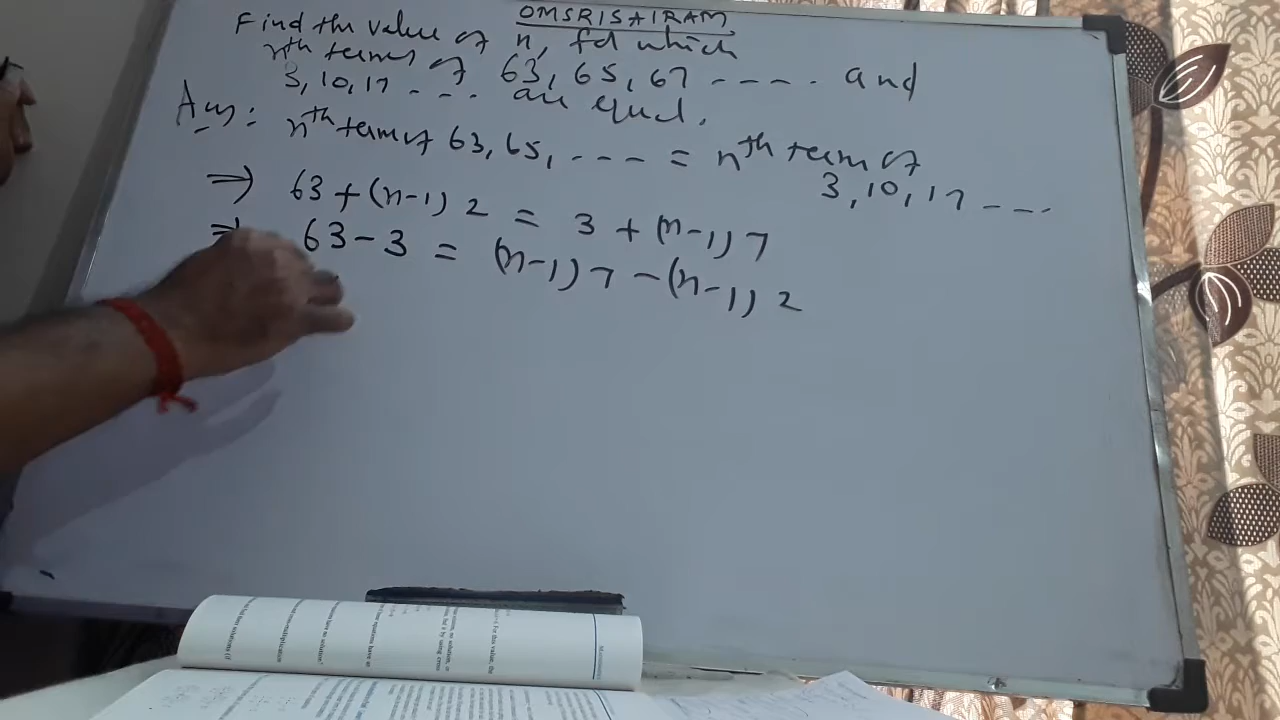 OMSRISAIRAM
Find the value of n, for which
nth terms of 63, 65, 67 ---- and
3, 10, 17 --- are equal.
Ans:
nth term of 63, 65, ---- = nth term of
3, 10, 17 ---
⇒ 63 + (n-1) 2 = 3 + (n-1) 7
⇒ 63 - 3 = (n-1) 7 - (n-1) 2